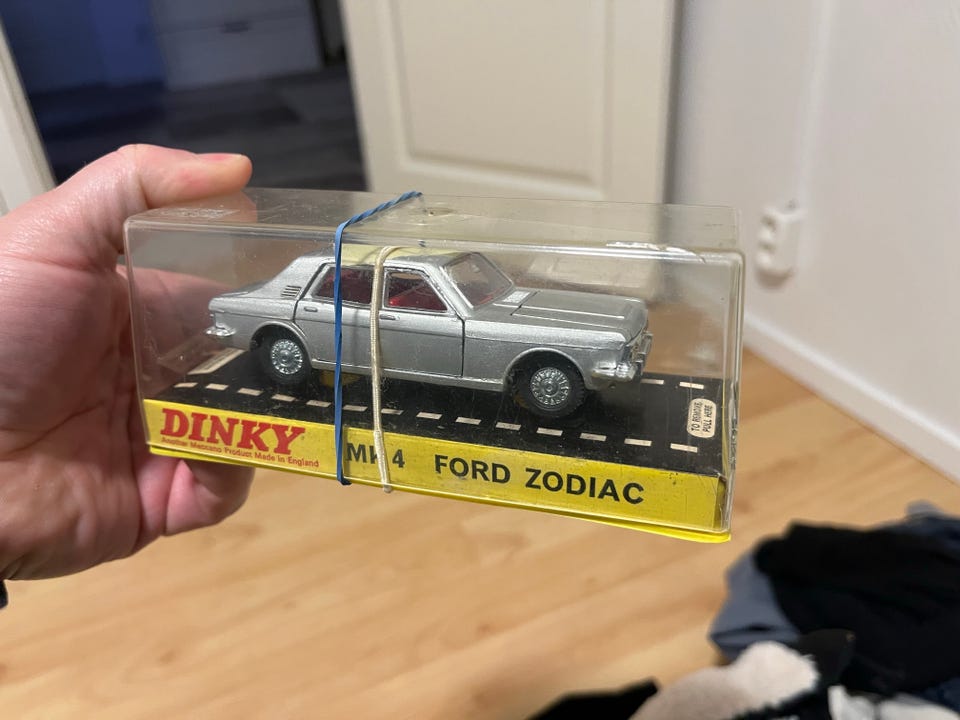 TO REMOVE
PULL HERE
DINKY
Another Meccano Product Made in England
MK 4 FORD ZODIAC